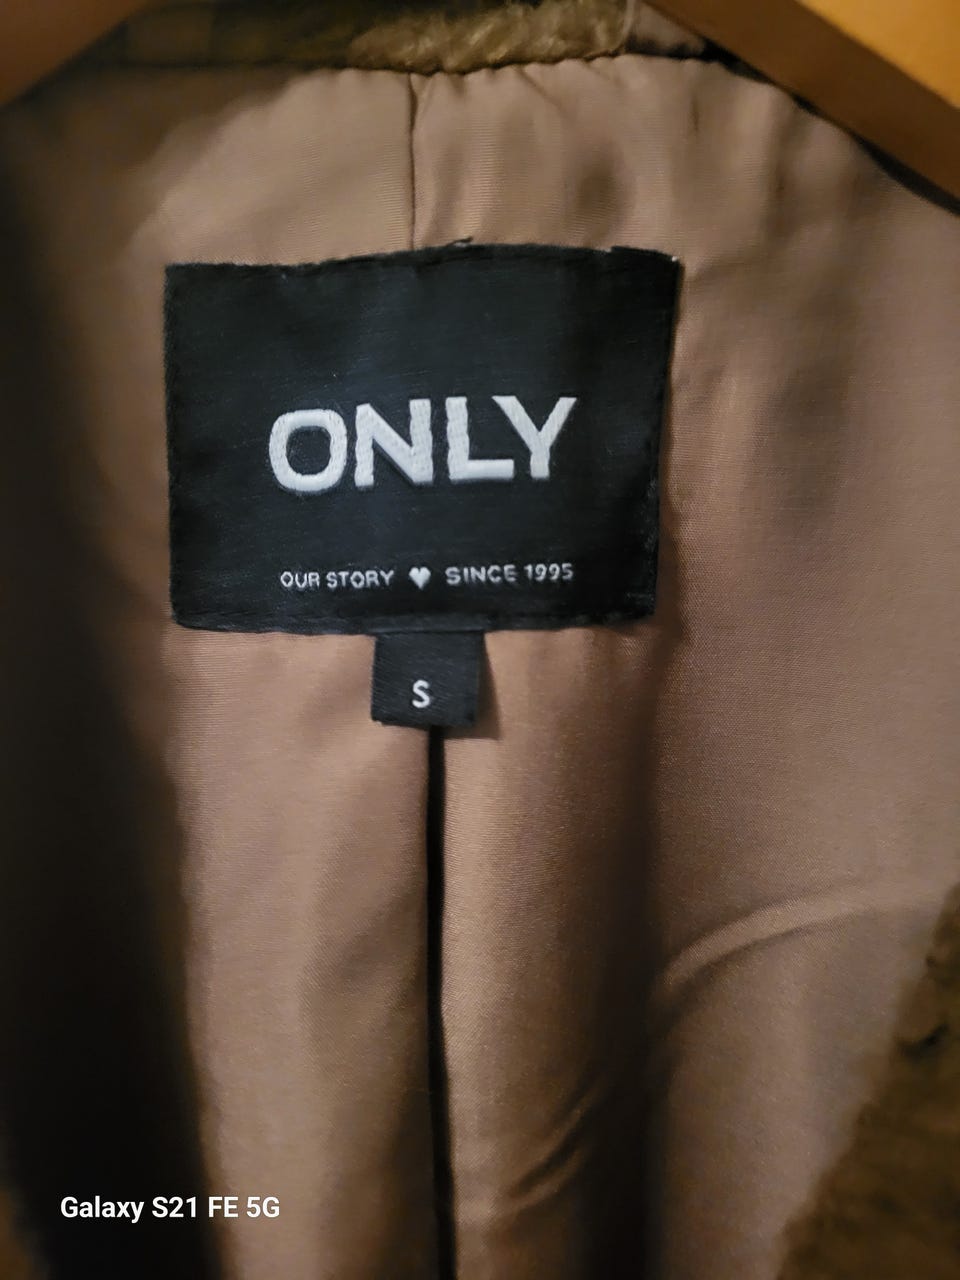 ONLY
OUR STORY ♥ SINCE 1995
S
Galaxy S21 FE 5G